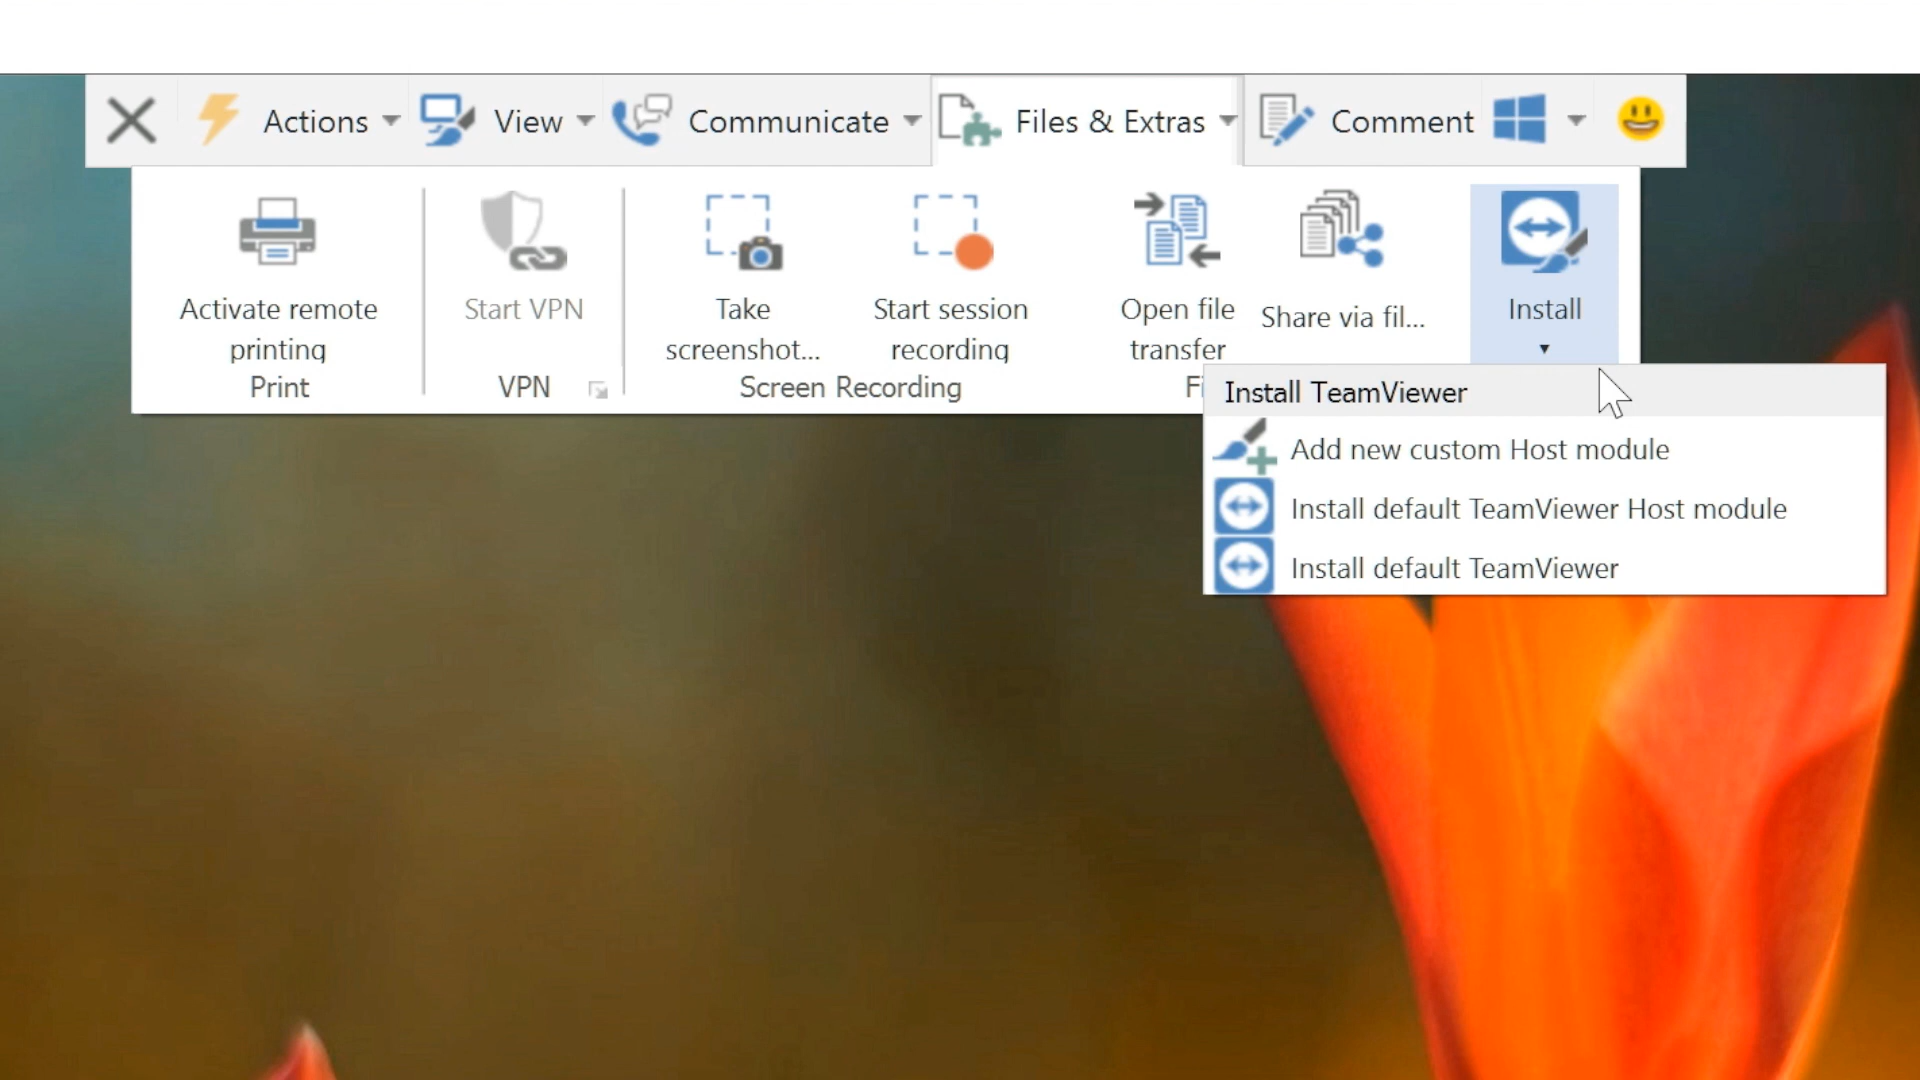 Actions View Communicate Files & Extras Comment
Activate remote
printing
Print
Start VPN
VPN
Take
screenshot...
Start session
recording
Screen Recording
Open file
transfer
Share via fil...
Install
Install TeamViewer
Add new custom Host module
Install default TeamViewer Host module
Install default TeamViewer